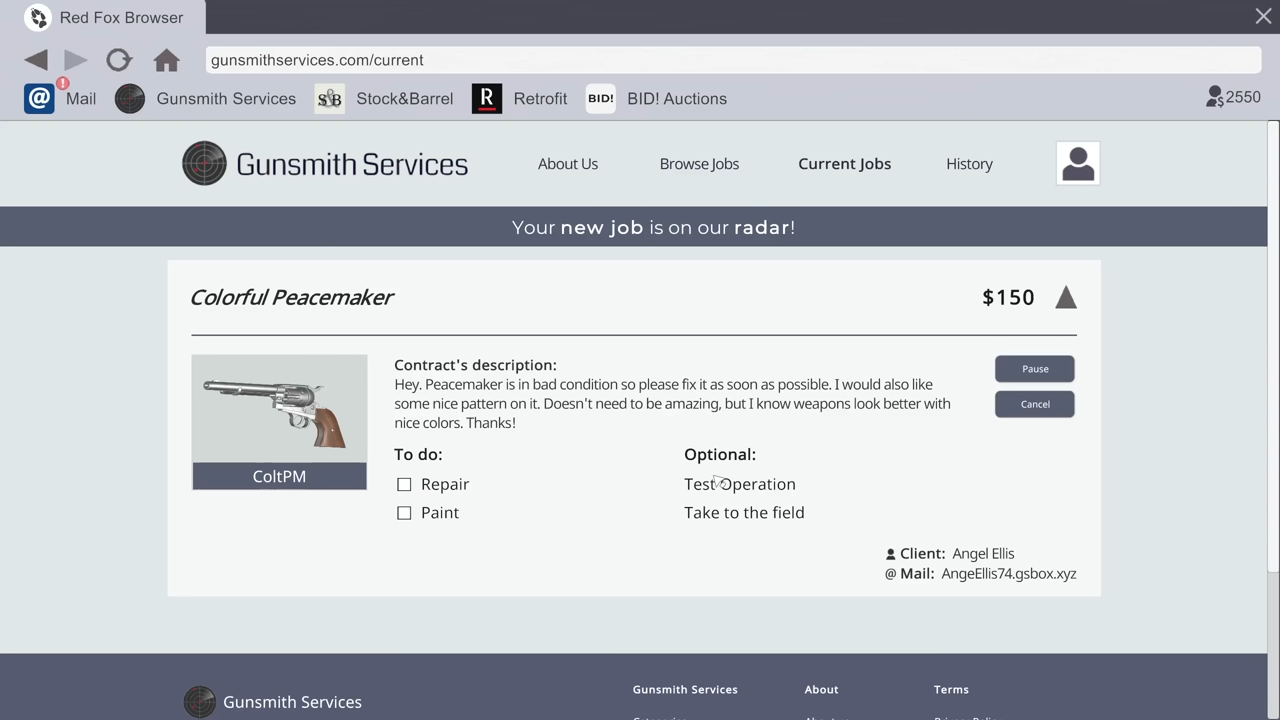 Red Fox Browser
gunsmithservices.com/current
@ ! Mail Gunsmith Services S&B Stock&Barrel R Retrofit BID! BID! Auctions $ 2550
Gunsmith Services About Us Browse Jobs Current Jobs History
Your new job is on our radar!
Colorful Peacemaker $150
Contract's description:
Hey. Peacemaker is in bad condition so please fix it as soon as possible. I would also like
some nice pattern on it. Doesn't need to be amazing, but I know weapons look better with
nice colors. Thanks!
Pause
Cancel
ColtPM
To do: Optional:
Repair Test Operation
Paint Take to the field
Client: Angel Ellis
@ Mail: AngeEllis74.gsbox.xyz
Gunsmith Services Gunsmith Services About Terms